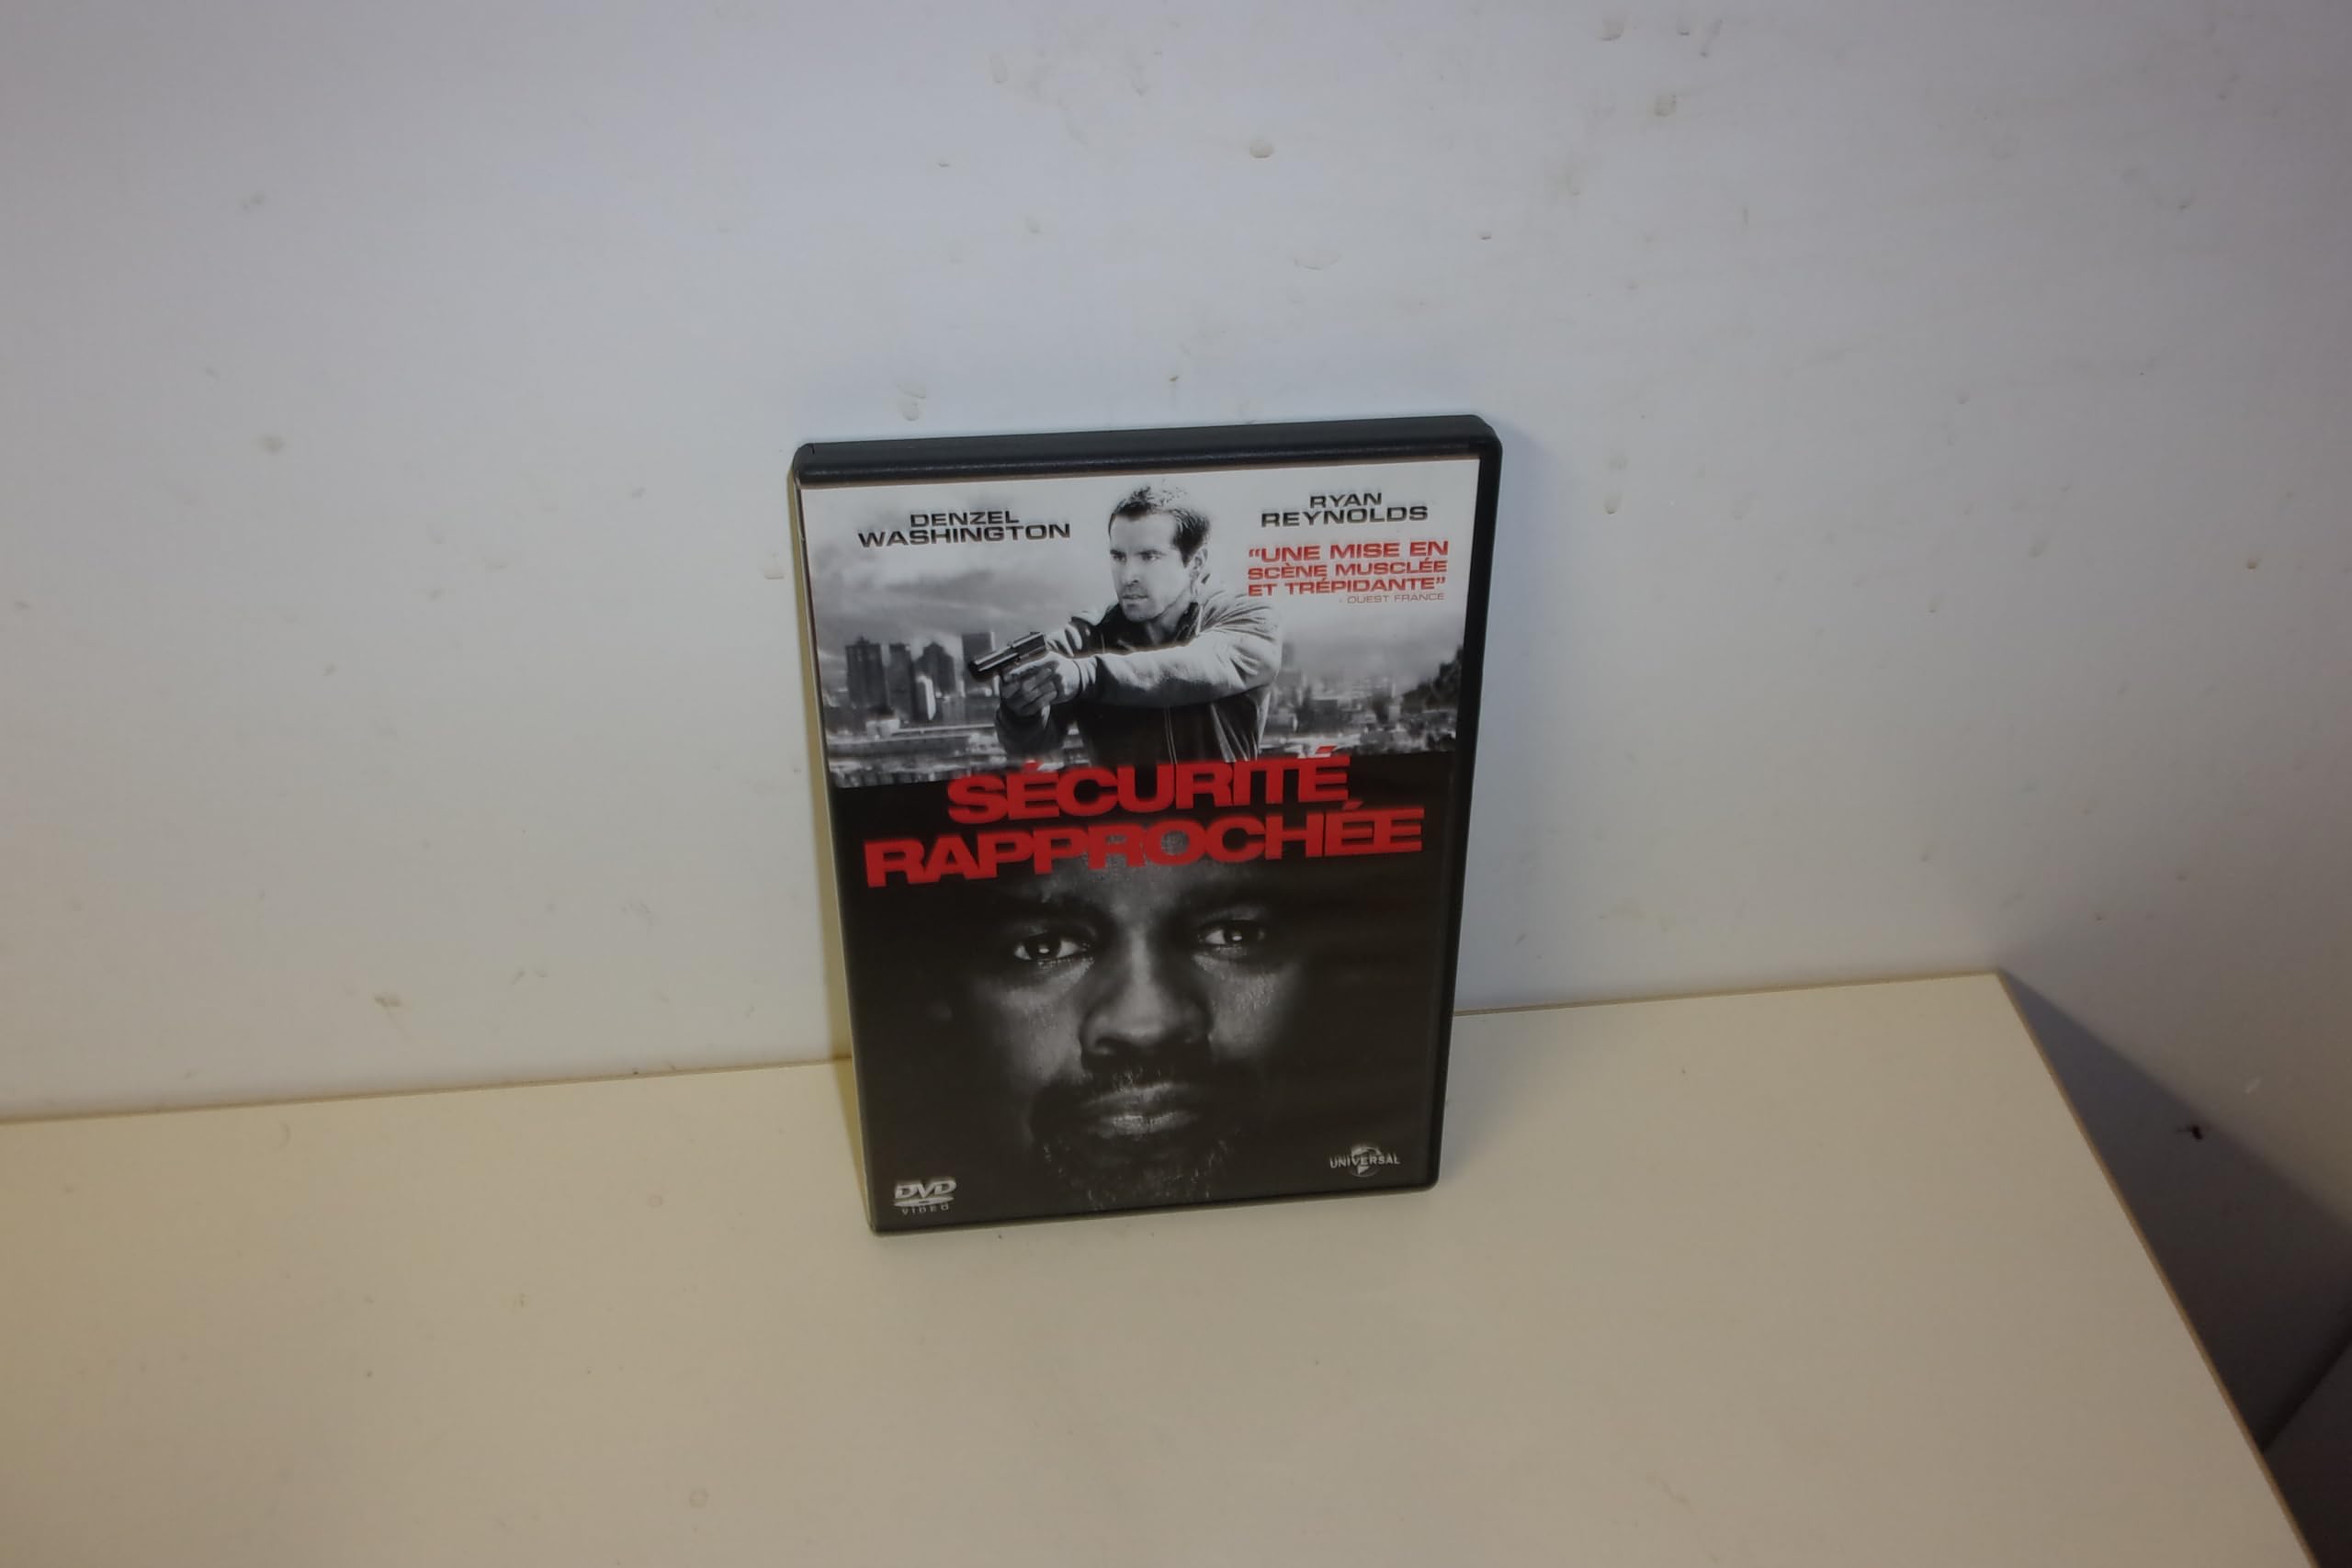 DENZEL
WASHINGTON
RYAN
REYNOLDS
"UNE MISE EN
SCÈNE MUSCLÉE
ET TRÉPIDANTE"
- OUEST FRANCE
SÉCURITÉ
RAPPROCHÉE
DVD
VIDEO
UNIVERSAL